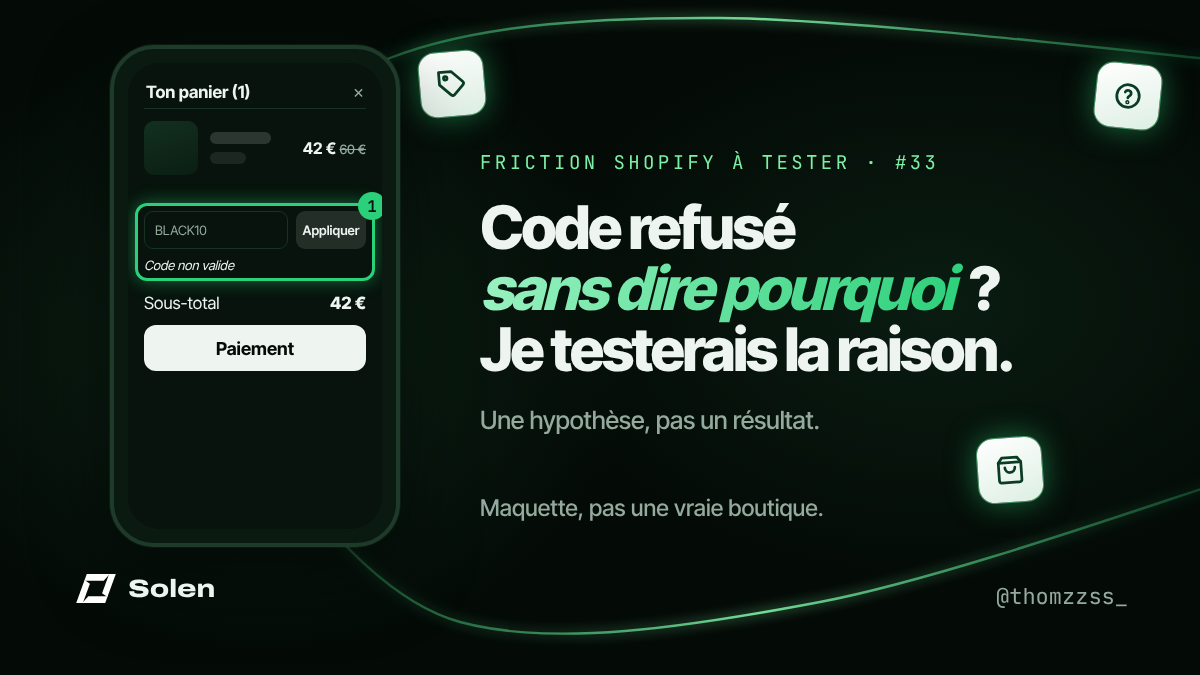 Ton panier (1) ×
42 € 60 €
1
BLACK10 Appliquer
Code non valide
Sous-total 42 €
Paiement
FRICTION SHOPIFY À TESTER · #33
Code refusé
sans dire pourquoi ?
Je testerais la raison.
Une hypothèse, pas un résultat.
Maquette, pas une vraie boutique.
Solen
@thomzzss_